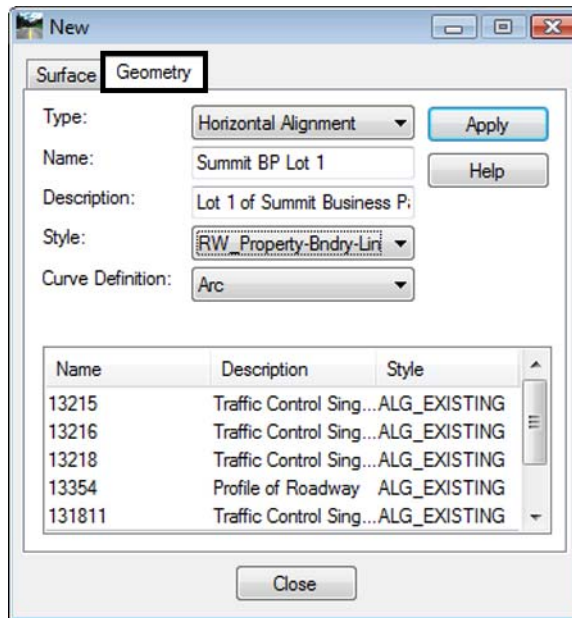 New
Surface Geometry
Type: Horizontal Alignment Apply
Name: Summit BP Lot 1 Help
Description: Lot 1 of Summit Business Pa
Style: RW_Property-Bndry-Lin
Curve Definition: Arc
Name Description Style
13215 Traffic Control Sing... ALG_EXISTING
13216 Traffic Control Sing... ALG_EXISTING
13218 Traffic Control Sing... ALG_EXISTING
13354 Profile of Roadway ALG_EXISTING
131811 Traffic Control Sing... ALG_EXISTING
Close